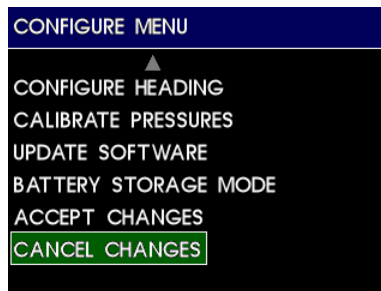 CONFIGURE MENU
CONFIGURE HEADING
CALIBRATE PRESSURES
UPDATE SOFTWARE
BATTERY STORAGE MODE
ACCEPT CHANGES
CANCEL CHANGES